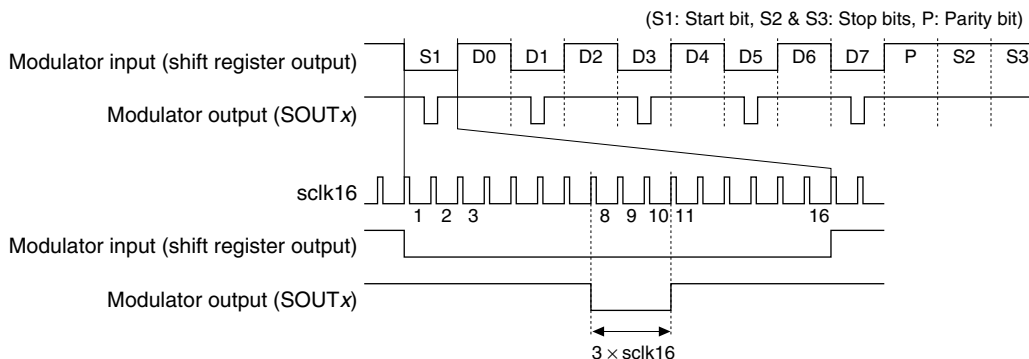 (S1: Start bit, S2 & S3: Stop bits, P: Parity bit)
Modulator input (shift register output) S1 D0 D1 D2 D3 D4 D5 D6 D7 P S2 S3
Modulator output (SOUTx)
sclk16
1 2 3 8 9 10 11 16
Modulator input (shift register output)
Modulator output (SOUTx)
3 × sclk16